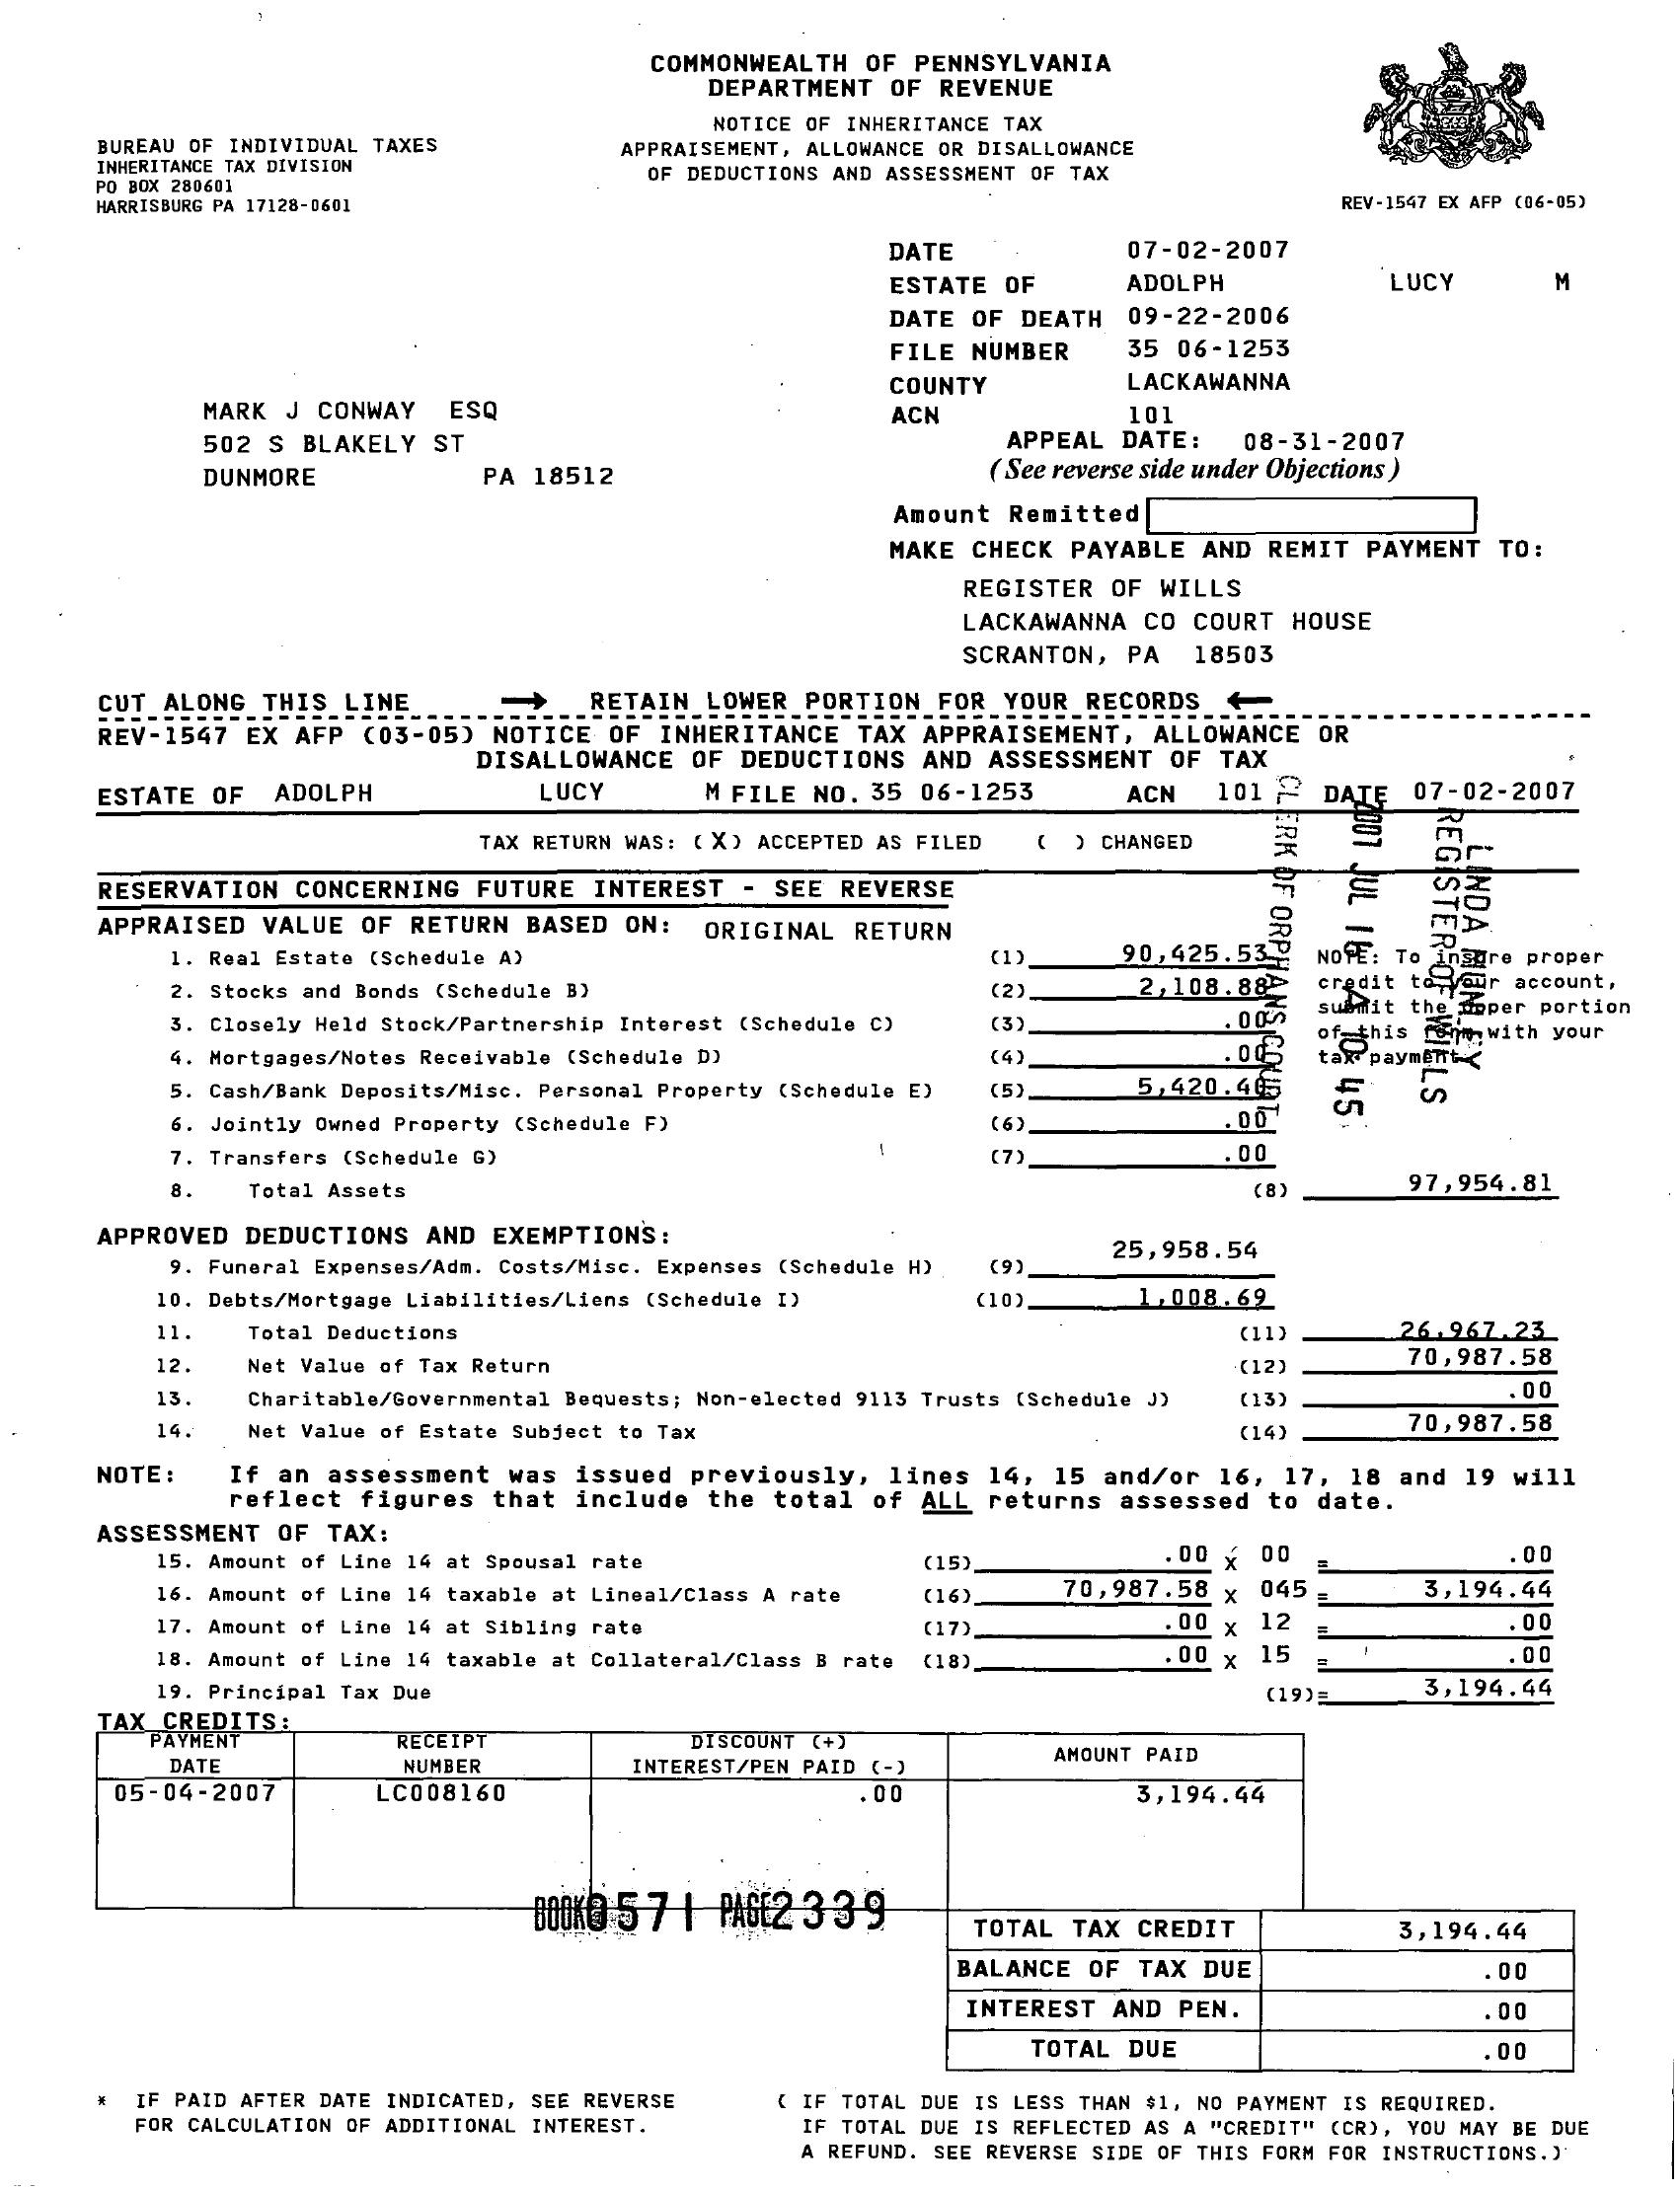 COMMONWEALTH OF PENNSYLVANIA
DEPARTMENT OF REVENUE
NOTICE OF INHERITANCE TAX
APPRAISEMENT, ALLOWANCE OR DISALLOWANCE
OF DEDUCTIONS AND ASSESSMENT OF TAX
BUREAU OF INDIVIDUAL TAXES
INHERITANCE TAX DIVISION
PO BOX 280601
HARRISBURG PA 17128-0601
REV-1547 EX AFP (06-05)
DATE 07-02-2007
ESTATE OF ADOLPH LUCY M
DATE OF DEATH 09-22-2006
FILE NUMBER 35 06-1253
COUNTY LACKAWANNA
ACN 101
APPEAL DATE: 08-31-2007
(See reverse side under Objections)
MARK J CONWAY ESQ
502 S BLAKELY ST
DUNMORE PA 18512
Amount Remitted
MAKE CHECK PAYABLE AND REMIT PAYMENT TO:
REGISTER OF WILLS
LACKAWANNA CO COURT HOUSE
SCRANTON, PA 18503
CUT ALONG THIS LINE → RETAIN LOWER PORTION FOR YOUR RECORDS ←
REV-1547 EX AFP (03-05) NOTICE OF INHERITANCE TAX APPRAISEMENT, ALLOWANCE OR
DISALLOWANCE OF DEDUCTIONS AND ASSESSMENT OF TAX
ESTATE OF ADOLPH LUCY M FILE NO. 35 06-1253 ACN 101 DATE 07-02-2007
TAX RETURN WAS: (X) ACCEPTED AS FILED ( ) CHANGED
RESERVATION CONCERNING FUTURE INTEREST - SEE REVERSE
APPRAISED VALUE OF RETURN BASED ON: ORIGINAL RETURN
1. Real Estate (Schedule A) (1) 90,425.53
2. Stocks and Bonds (Schedule B) (2) 2,108.88
3. Closely Held Stock/Partnership Interest (Schedule C) (3) .00
4. Mortgages/Notes Receivable (Schedule D) (4) .00
5. Cash/Bank Deposits/Misc. Personal Property (Schedule E) (5) 5,420.40
6. Jointly Owned Property (Schedule F) (6) .00
7. Transfers (Schedule G) (7) .00
8. Total Assets (8) 97,954.81
NOTE: To insure proper
credit to your account,
submit the upper portion
of this form with your
tax payment.
CLERK OF ORPHANS COURT
2007 JUL 16 A 10 45
REGISTER OF WILLS
LINDA MUNLEY
APPROVED DEDUCTIONS AND EXEMPTIONS:
9. Funeral Expenses/Adm. Costs/Misc. Expenses (Schedule H) (9) 25,958.54
10. Debts/Mortgage Liabilities/Liens (Schedule I) (10) 1,008.69
11. Total Deductions (11) 26,967.23
12. Net Value of Tax Return (12) 70,987.58
13. Charitable/Governmental Bequests; Non-elected 9113 Trusts (Schedule J) (13) .00
14. Net Value of Estate Subject to Tax (14) 70,987.58
NOTE: If an assessment was issued previously, lines 14, 15 and/or 16, 17, 18 and 19 will
reflect figures that include the total of ALL returns assessed to date.
ASSESSMENT OF TAX:
15. Amount of Line 14 at Spousal rate (15) .00 X 00 = .00
16. Amount of Line 14 taxable at Lineal/Class A rate (16) 70,987.58 X 045 = 3,194.44
17. Amount of Line 14 at Sibling rate (17) .00 X 12 = .00
18. Amount of Line 14 taxable at Collateral/Class B rate (18) .00 X 15 = .00
19. Principal Tax Due (19)= 3,194.44
TAX CREDITS:
PAYMENT DATE RECEIPT NUMBER DISCOUNT (+) INTEREST/PEN PAID (-) AMOUNT PAID
05-04-2007 LC008160 .00 3,194.44
BOOK 0571 PAGE 2339
TOTAL TAX CREDIT 3,194.44
BALANCE OF TAX DUE .00
INTEREST AND PEN. .00
TOTAL DUE .00
* IF PAID AFTER DATE INDICATED, SEE REVERSE
FOR CALCULATION OF ADDITIONAL INTEREST.
( IF TOTAL DUE IS LESS THAN $1, NO PAYMENT IS REQUIRED.
IF TOTAL DUE IS REFLECTED AS A "CREDIT" (CR), YOU MAY BE DUE
A REFUND. SEE REVERSE SIDE OF THIS FORM FOR INSTRUCTIONS.)